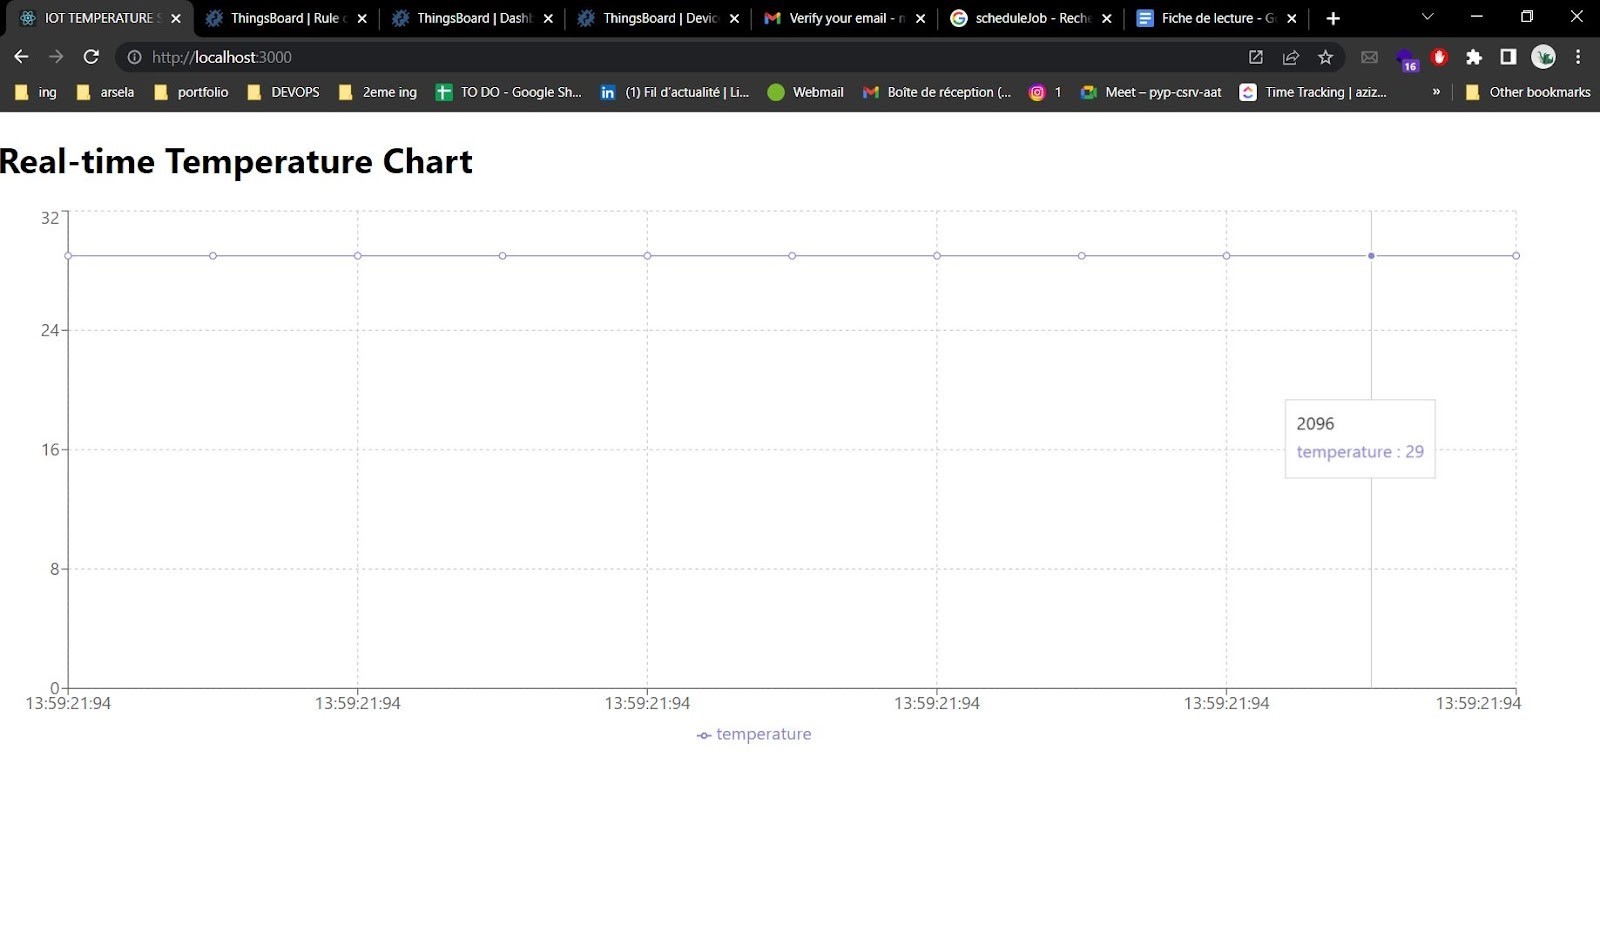 IOT TEMPERATURE S
ThingsBoard | Rule c
ThingsBoard | Dashb
ThingsBoard | Device
Verify your email - m
scheduleJob - Reche
Fiche de lecture - Go
http://localhost:3000
16
ing
arsela
portfolio
DEVOPS
2eme ing
TO DO - Google Sh...
(1) Fil d'actualité | Li...
Webmail
Boîte de réception (...
1
Meet – pyp-csrv-aat
Time Tracking | aziz...
»
Other bookmarks
Real-time Temperature Chart
32
24
16
8
0
2096
temperature : 29
13:59:21:94
13:59:21:94
13:59:21:94
13:59:21:94
13:59:21:94
13:59:21:94
temperature